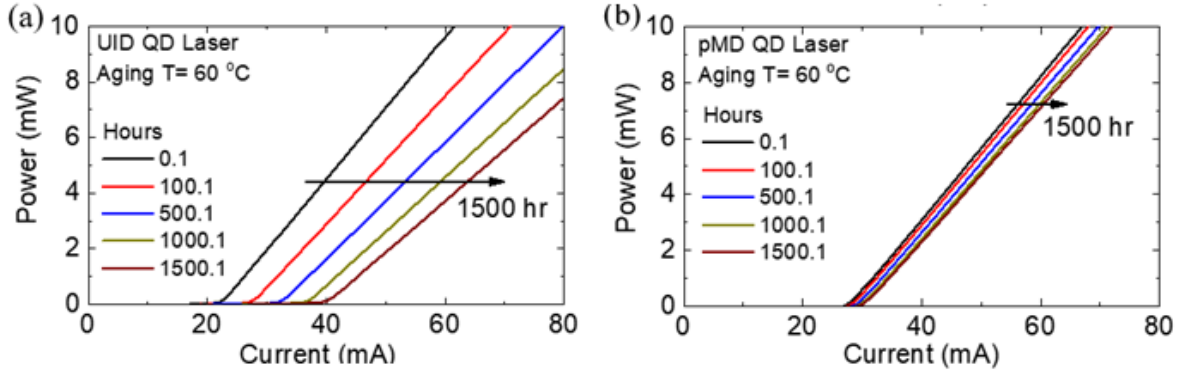 (a)
UID QD Laser
Aging T= 60 °C
Hours
0.1
100.1
500.1
1000.1
1500.1
1500 hr
Power (mW)
10
8
6
4
2
0
0 20 40 60 80
Current (mA)
(b)
pMD QD Laser
Aging T= 60 °C
Hours
0.1
100.1
500.1
1000.1
1500.1
1500 hr
Power (mW)
10
8
6
4
2
0
0 20 40 60 80
Current (mA)